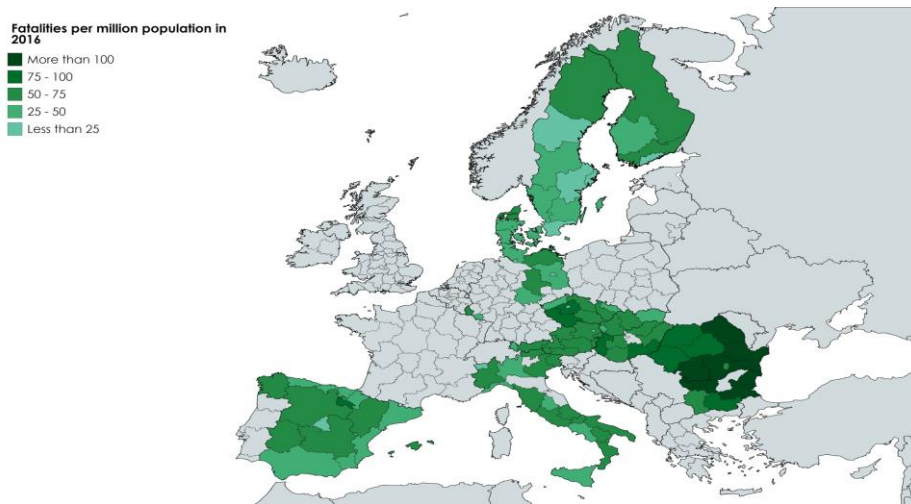 Fatalities per million population in
2016
More than 100
75 - 100
50 - 75
25 - 50
Less than 25